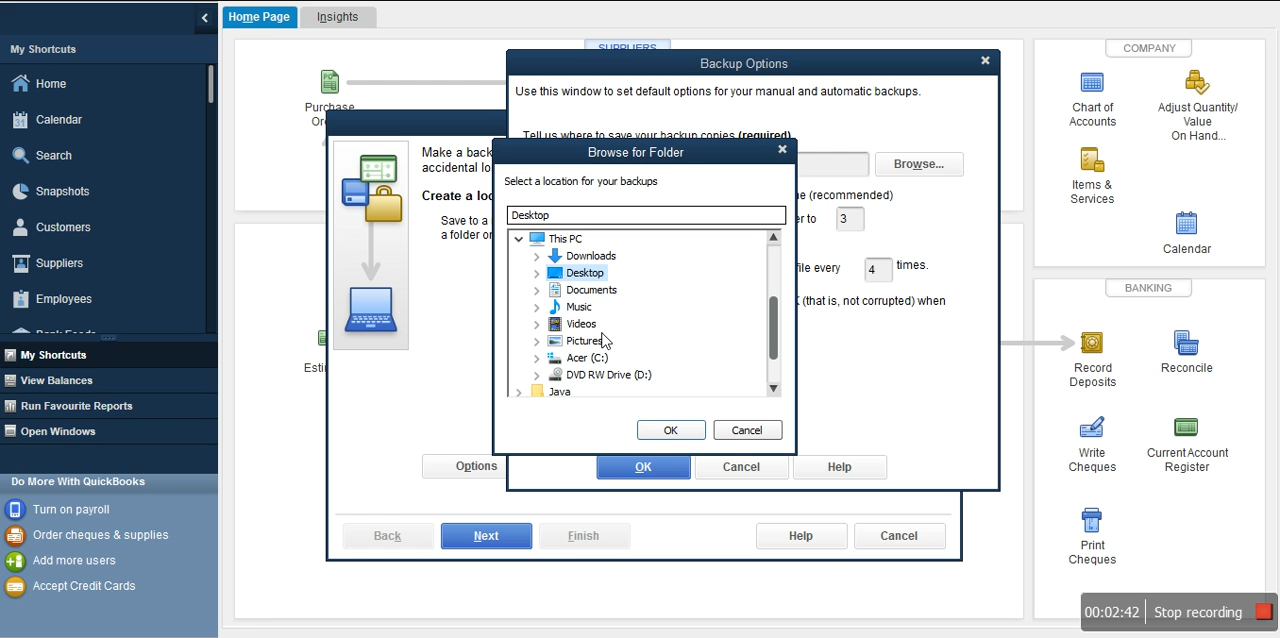 Home Page
Insights
My Shortcuts
Home
Calendar
Search
Snapshots
Customers
Suppliers
Employees
Bank Feeds
My Shortcuts
View Balances
Run Favourite Reports
Open Windows
Do More With QuickBooks
Turn on payroll
Order cheques & supplies
Add more users
Accept Credit Cards
SUPPLIERS
Purchase
Make a back
accidental lo
Create a loc
Save to a
a folder or
Options
Back
Next
Finish
Help
Cancel
Backup Options
Use this window to set default options for your manual and automatic backups.
Tell us where to save your backup copies (required)
Browse...
(recommended)
er to
3
file every
4
times.
(that is, not corrupted) when
OK
Cancel
Help
Browse for Folder
Select a location for your backups
Desktop
This PC
Downloads
Desktop
Documents
Music
Videos
Pictures
Acer (C:)
DVD RW Drive (D:)
Java
OK
Cancel
COMPANY
Chart of
Accounts
Adjust Quantity/
Value
On Hand...
Items &
Services
Calendar
BANKING
Record
Deposits
Reconcile
Write
Cheques
Current Account
Register
Print
Cheques
00:02:42
Stop recording